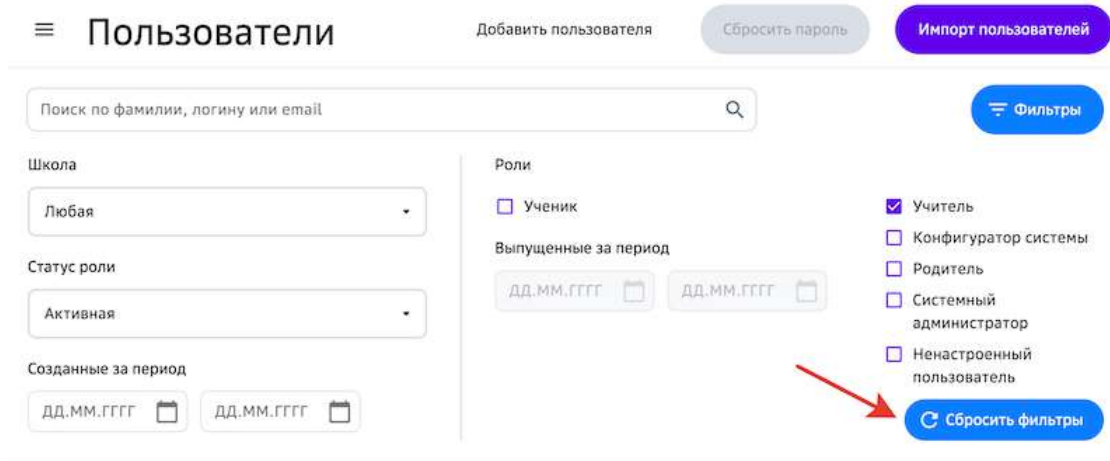 Пользователи
Добавить пользователя
Сбросить пароль
Импорт пользователей
Поиск по фамилии, логину или email
Фильтры
Школа
Любая
Статус роли
Активная
Созданные за период
ДД.ММ.ГГГГ
ДД.ММ.ГГГГ
Роли
Ученик
Выпущенные за период
ДД.ММ.ГГГГ
ДД.ММ.ГГГГ
Учитель
Конфигуратор системы
Родитель
Системный
администратор
Ненастроенный
пользователь
Сбросить фильтры